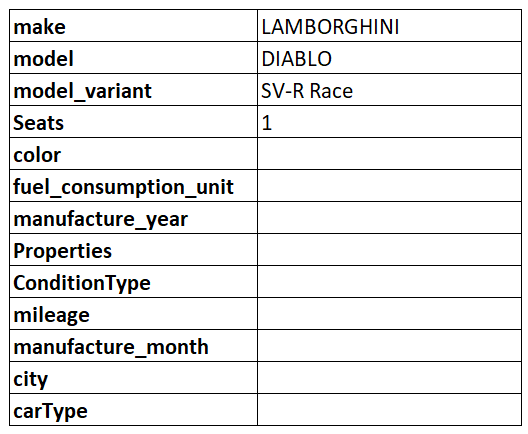 make LAMBORGHINI
model DIABLO
model_variant SV-R Race
Seats 1
color
fuel_consumption_unit
manufacture_year
Properties
ConditionType
mileage
manufacture_month
city
carType